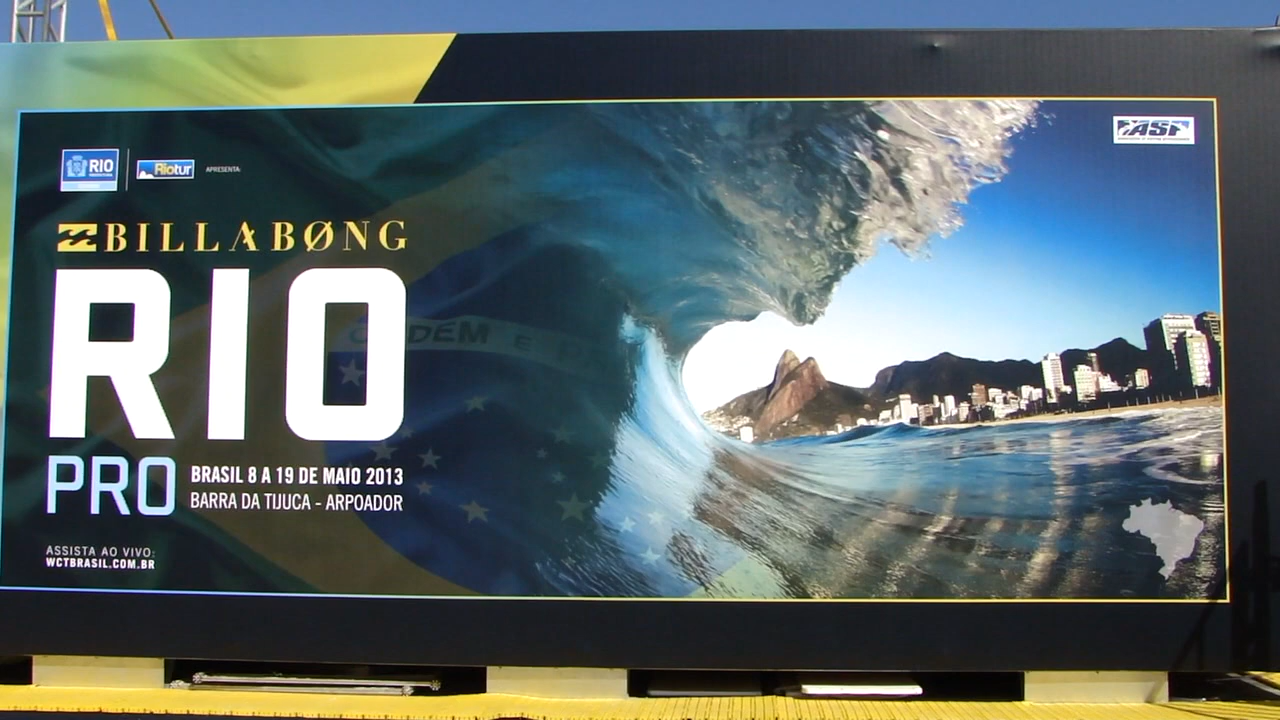 RIO
Riotur
APRESENTA:
BILLABØNG
RIO
PRO
BRASIL 8 A 19 DE MAIO 2013
BARRA DA TIJUCA - ARPOADOR
ASSISTA AO VIVO:
WCTBRASIL.COM.BR
ASP
DEM E